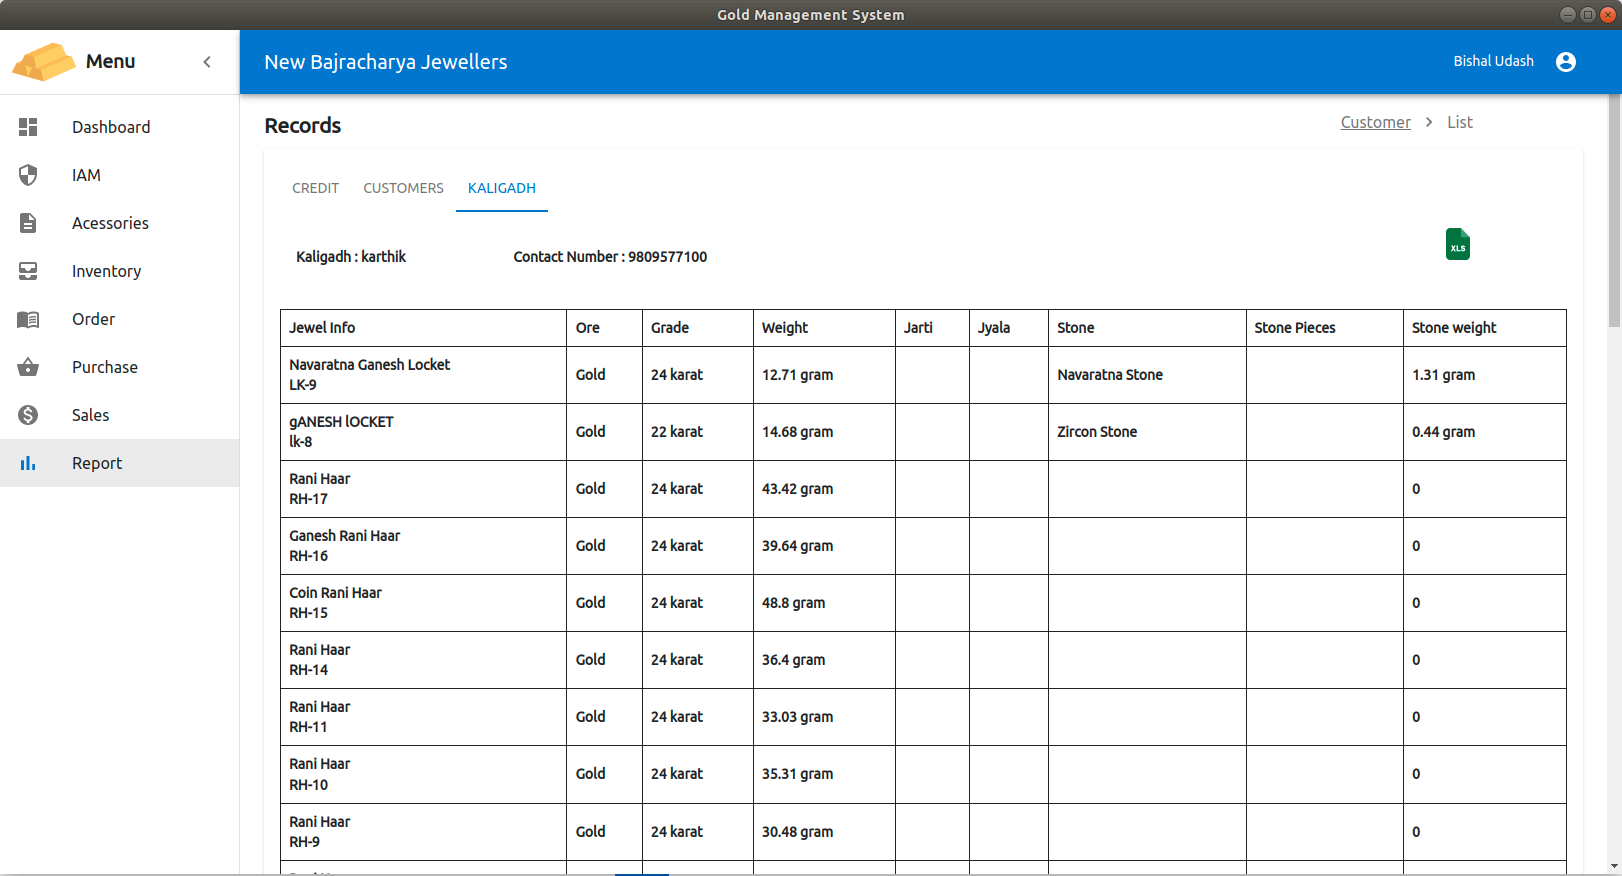 Gold Management System
Menu
New Bajracharya Jewellers
Bishal Udash
Dashboard
IAM
Acessories
Inventory
Order
Purchase
Sales
Report
Records
Customer > List
CREDIT CUSTOMERS KALIGADH
Kaligadh : karthik Contact Number : 9809577100
XLS
Jewel Info Ore Grade Weight Jarti Jyala Stone Stone Pieces Stone weight
Navaratna Ganesh Locket
LK-9 Gold 24 karat 12.71 gram Navaratna Stone 1.31 gram
gANESH lOCKET
lk-8 Gold 22 karat 14.68 gram Zircon Stone 0.44 gram
Rani Haar
RH-17 Gold 24 karat 43.42 gram 0
Ganesh Rani Haar
RH-16 Gold 24 karat 39.64 gram 0
Coin Rani Haar
RH-15 Gold 24 karat 48.8 gram 0
Rani Haar
RH-14 Gold 24 karat 36.4 gram 0
Rani Haar
RH-11 Gold 24 karat 33.03 gram 0
Rani Haar
RH-10 Gold 24 karat 35.31 gram 0
Rani Haar
RH-9 Gold 24 karat 30.48 gram 0